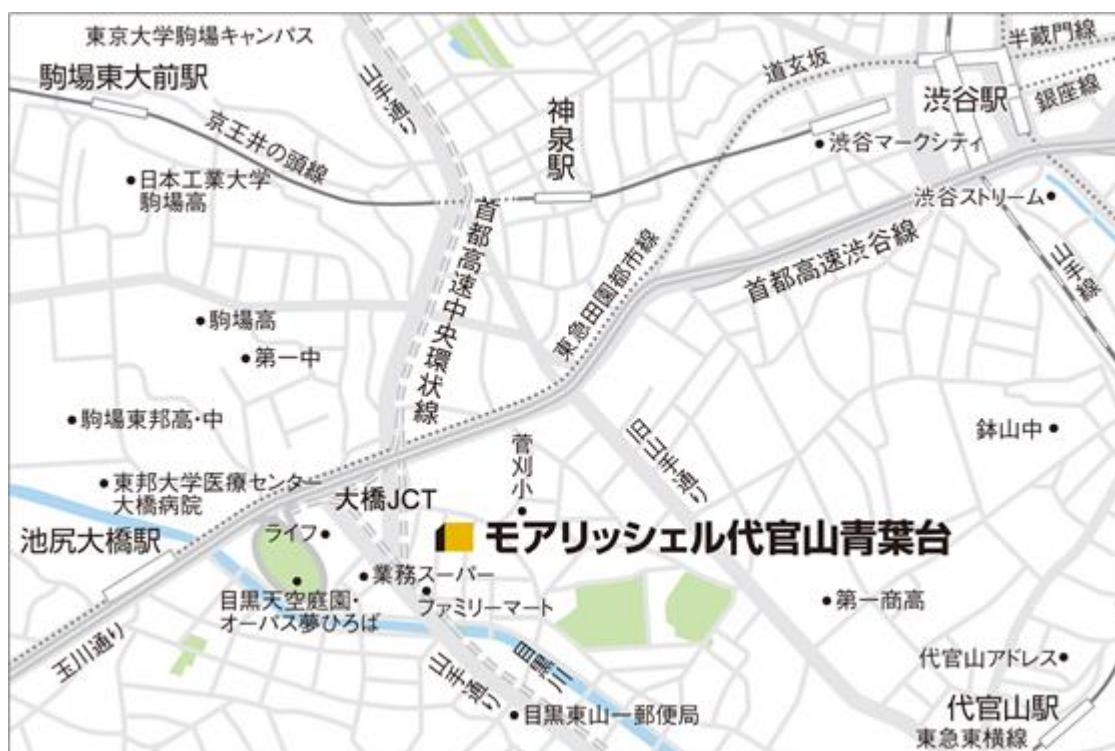 東京大学駒場キャンパス
駒場東大前駅
京王井の頭線
日本工業大学
駒場高
山手通り
神泉駅
道玄坂
半蔵門線
渋谷駅
銀座線
渋谷マークシティ
渋谷ストリーム
首都高速中央環状線
東急田園都市線
首都高速渋谷線
山手線
駒場高
第一中
駒場東邦高・中
菅刈小
旧山手通り
鉢山中
東邦大学医療センター
大橋病院
大橋JCT
池尻大橋駅
ライフ
モアリッシェル代官山青葉台
業務スーパー
目黒天空庭園・
オーパス夢ひろば
ファミリーマート
第一商高
玉川通り
山手通り
目黒川
代官山アドレス
目黒東山一郵便局
代官山駅
東急東横線